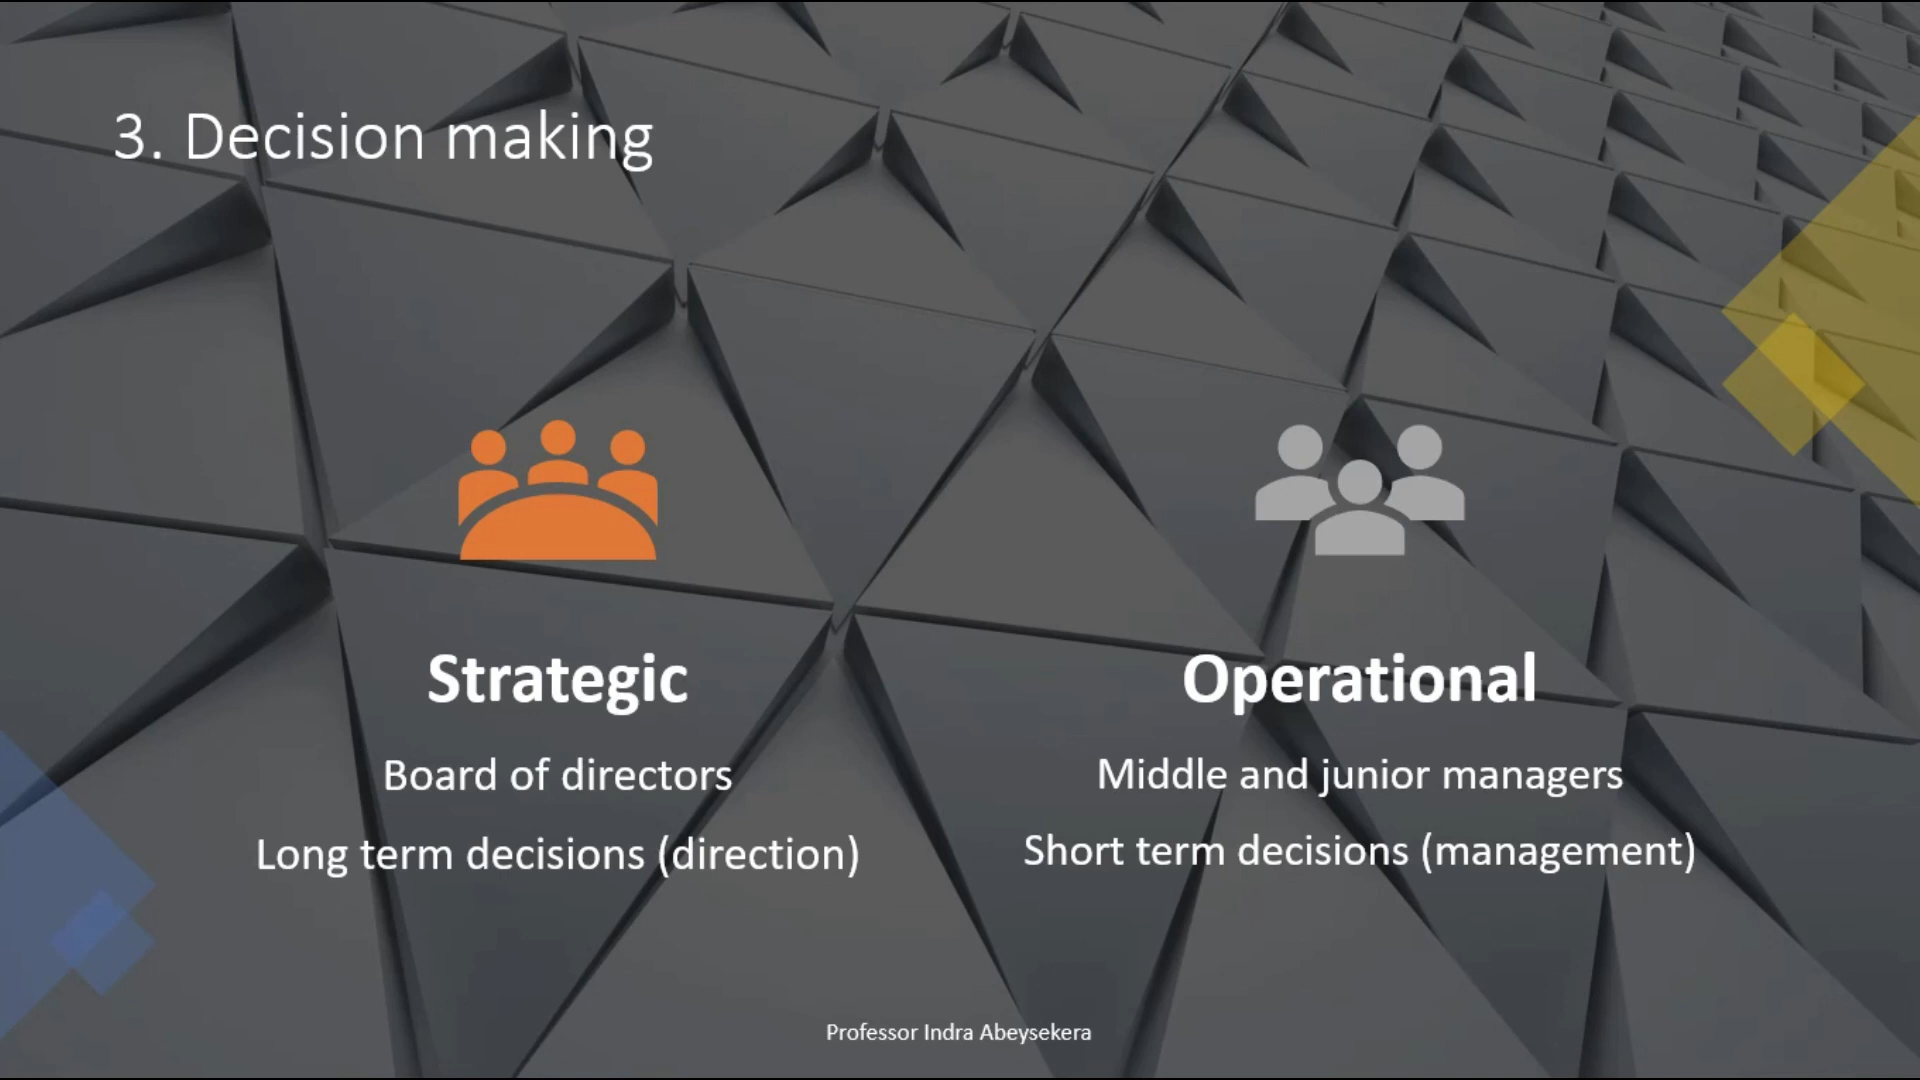 3. Decision making
Strategic
Board of directors
Long term decisions (direction)
Operational
Middle and junior managers
Short term decisions (management)
Professor Indra Abeysekera